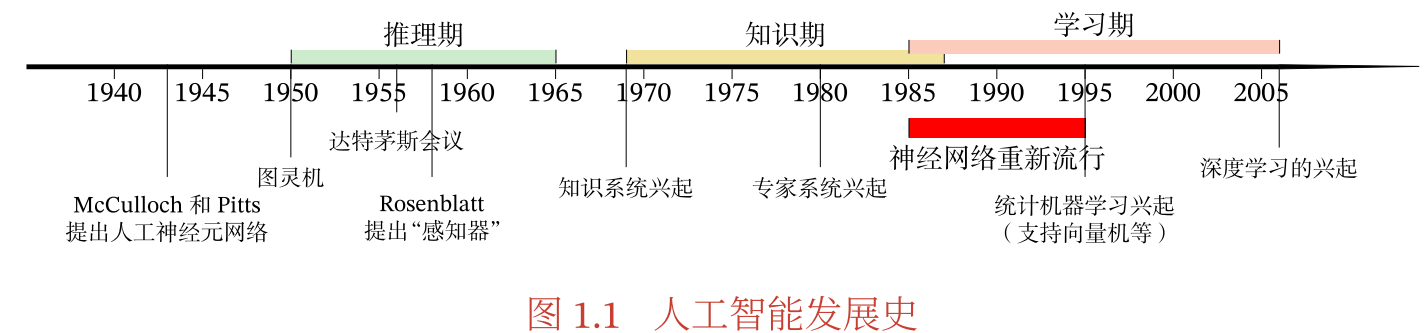 推理期
知识期
学习期
1940 1945 1950 1955 1960 1965 1970 1975 1980 1985 1990 1995 2000 2005
达特茅斯会议
神经网络重新流行
深度学习的兴起
图灵机
知识系统兴起
专家系统兴起
McCulloch 和 Pitts
提出人工神经元网络
Rosenblatt
提出“感知器”
统计机器学习兴起
（支持向量机等）
图 1.1 人工智能发展史